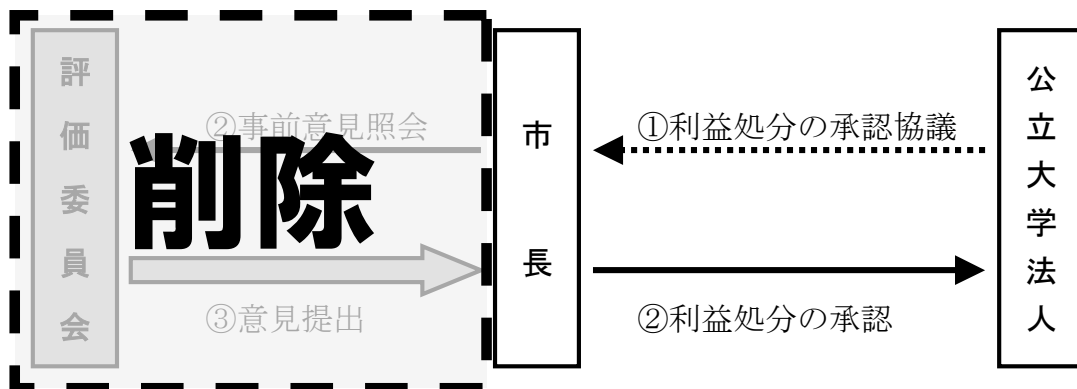 評価委員会
②事前意見照会
削除
③意見提出
市長
①利益処分の承認協議
②利益処分の承認
公立大学法人